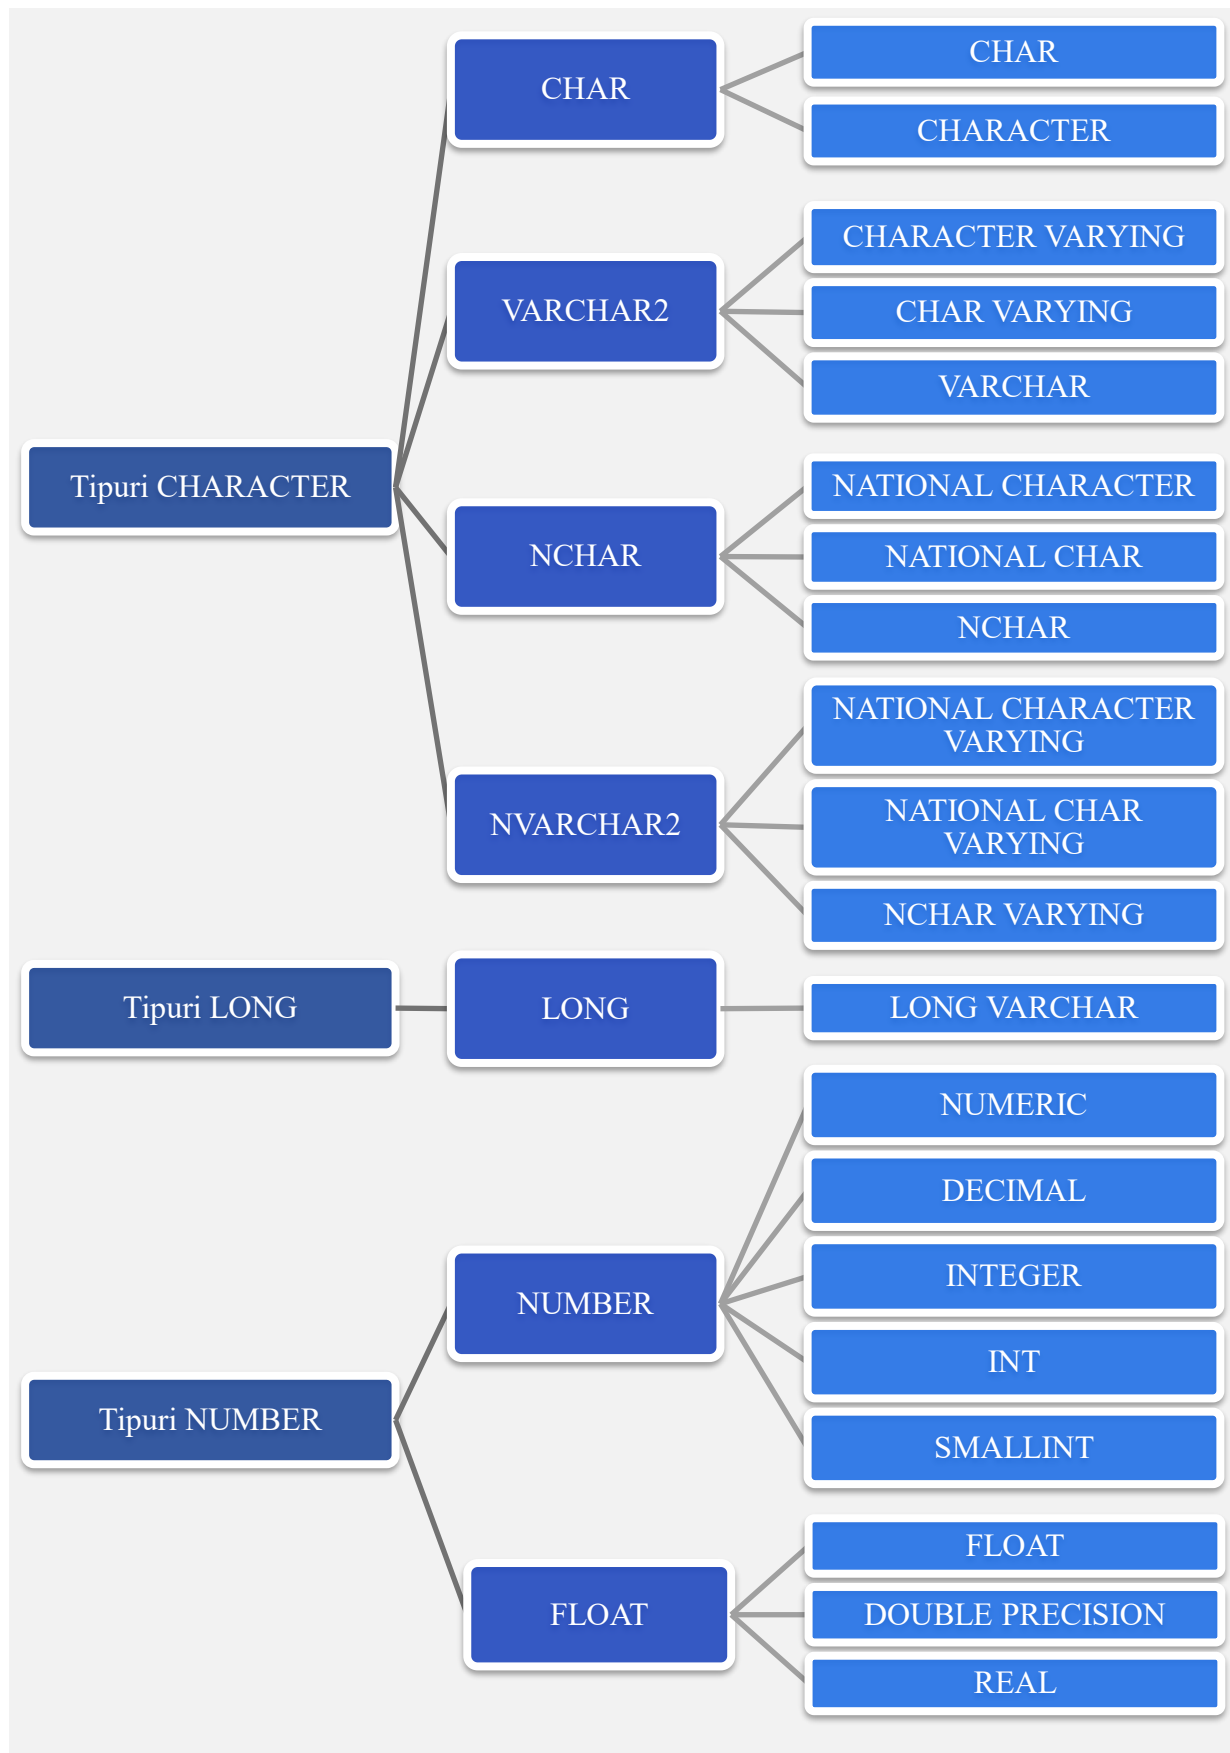 Tipuri CHARACTER
CHAR
CHAR
CHARACTER
VARCHAR2
CHARACTER VARYING
CHAR VARYING
VARCHAR
NCHAR
NATIONAL CHARACTER
NATIONAL CHAR
NCHAR
NVARCHAR2
NATIONAL CHARACTER
VARYING
NATIONAL CHAR
VARYING
NCHAR VARYING
Tipuri LONG
LONG
LONG VARCHAR
Tipuri NUMBER
NUMBER
NUMERIC
DECIMAL
INTEGER
INT
SMALLINT
FLOAT
FLOAT
DOUBLE PRECISION
REAL